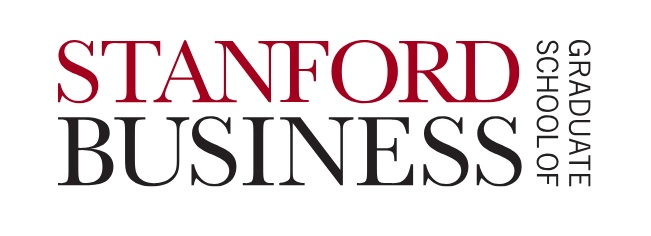 STANFORD
BUSINESS
GRADUATE
SCHOOL OF